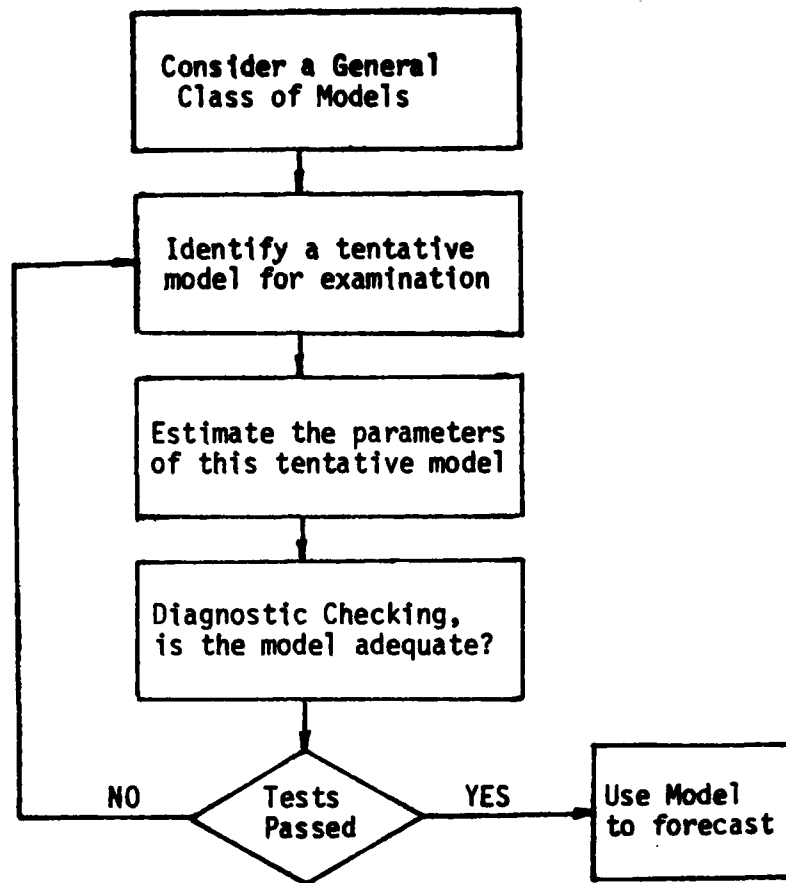 Consider a General
Class of Models
Identify a tentative
model for examination
Estimate the parameters
of this tentative model
Diagnostic Checking,
is the model adequate?
NO
Tests
Passed
YES
Use Model
to forecast